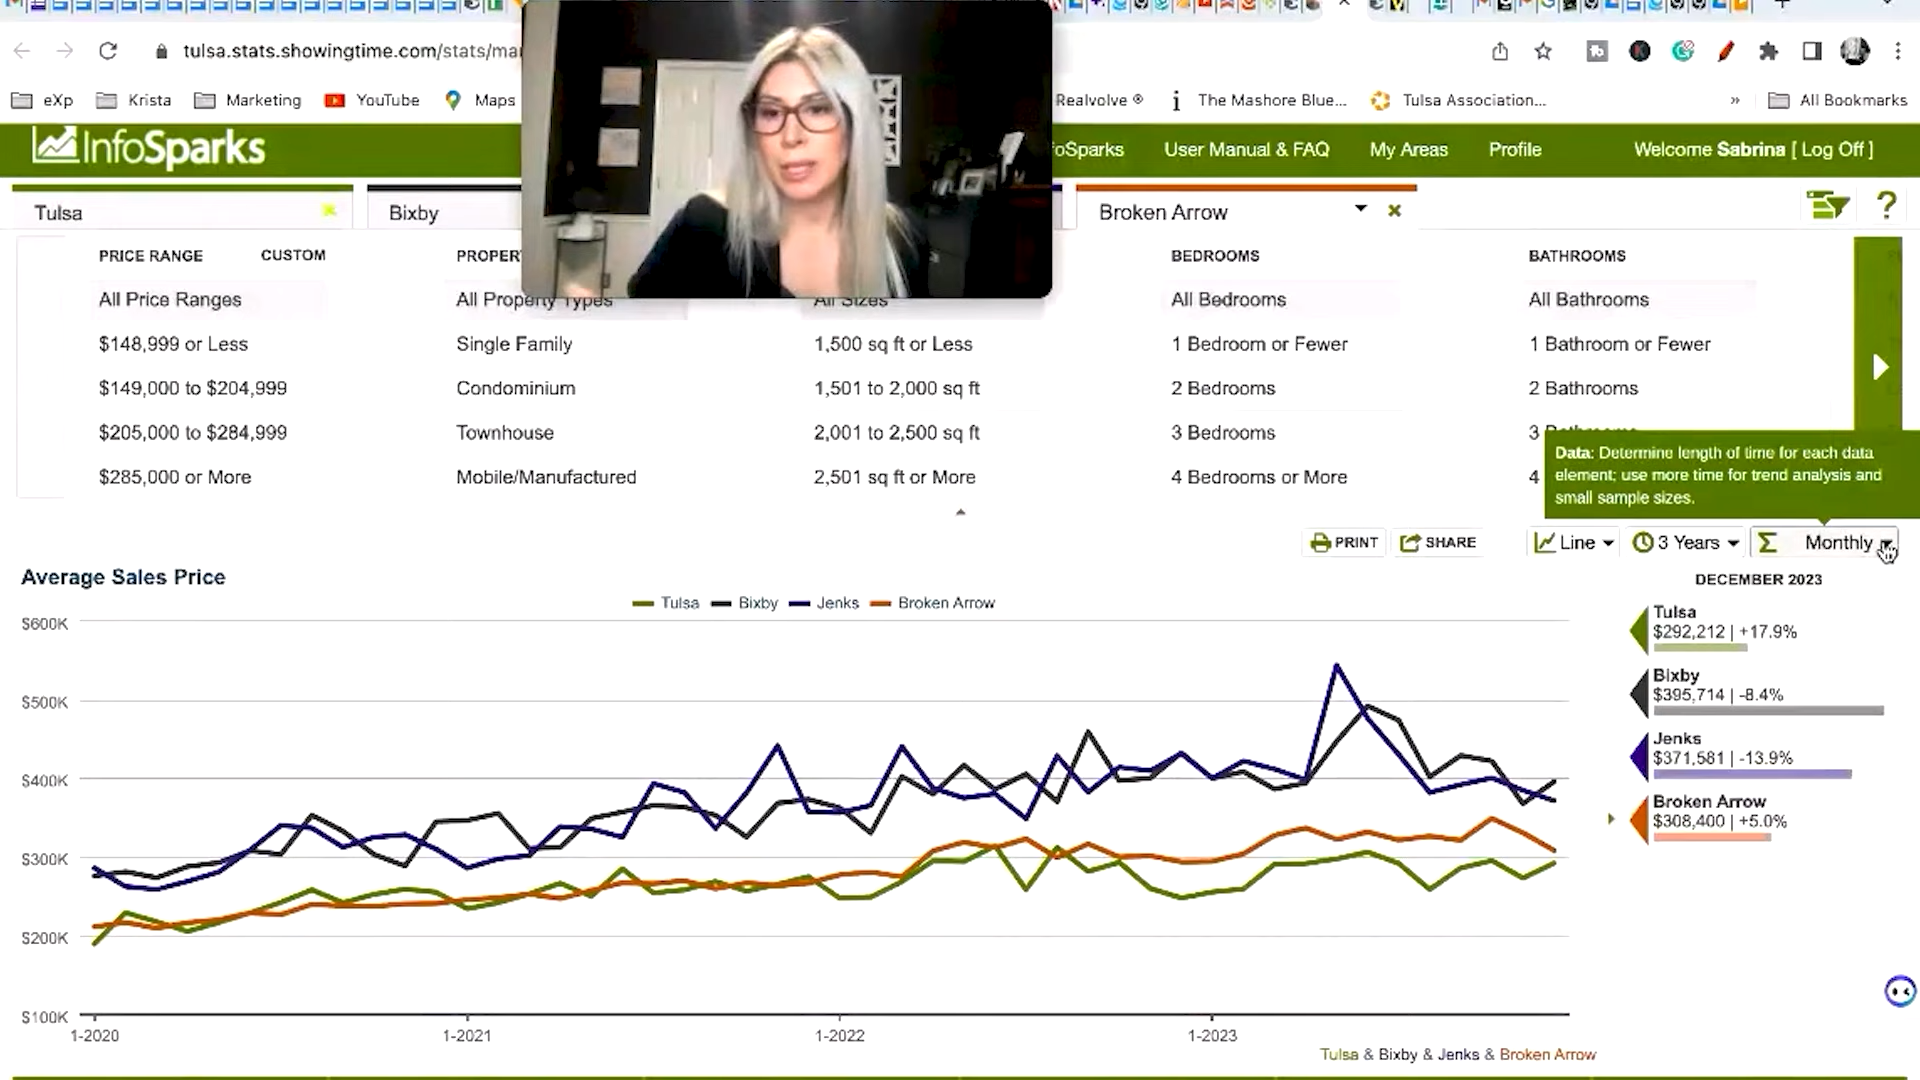 tulsa.stats.showingtime.com/stats/ma
eXp
Krista
Marketing
YouTube
Maps
Realvolve ®
The Mashore Blue...
Tulsa Association...
»
All Bookmarks
InfoSparks
oSparks
User Manual & FAQ
My Areas
Profile
Welcome Sabrina [ Log Off ]
Tulsa
Bixby
Broken Arrow
?
PRICE RANGE
CUSTOM
PROPER
BEDROOMS
BATHROOMS
All Price Ranges
All Property Types
All Sizes
All Bedrooms
All Bathrooms
$148,999 or Less
Single Family
1,500 sq ft or Less
1 Bedroom or Fewer
1 Bathroom or Fewer
$149,000 to $204,999
Condominium
1,501 to 2,000 sq ft
2 Bedrooms
2 Bathrooms
$205,000 to $284,999
Townhouse
2,001 to 2,500 sq ft
3 Bedrooms
3 Bathrooms
$285,000 or More
Mobile/Manufactured
2,501 sq ft or More
4 Bedrooms or More
4
Data: Determine length of time for each data
element; use more time for trend analysis and
small sample sizes.
PRINT
SHARE
Line
3 Years
Σ Monthly
Average Sales Price
DECEMBER 2023
Tulsa
Bixby
Jenks
Broken Arrow
Tulsa
$292,212 | +17.9%
Bixby
$395,714 | -8.4%
Jenks
$371,581 | -13.9%
Broken Arrow
$308,400 | +5.0%
$600K
$500K
$400K
$300K
$200K
$100K
1-2020
1-2021
1-2022
1-2023
Tulsa & Bixby & Jenks & Broken Arrow